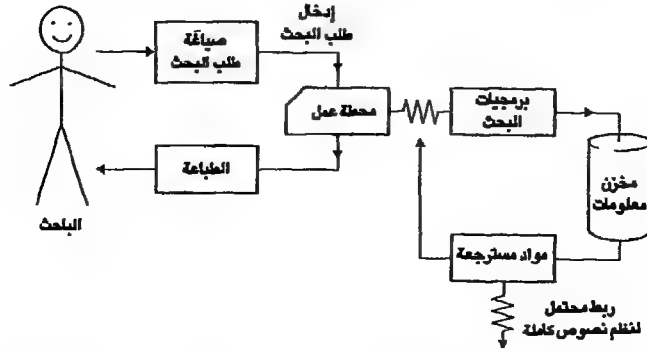 إدخال
طلب البحث
صياغة
طلب البحث
محطة عمل
برمجيات
البحث
مخزن
معلومات
الطباعة
الباحث
مواد مسترجعة
ربط محتمل
لنظم نصوص كاملة